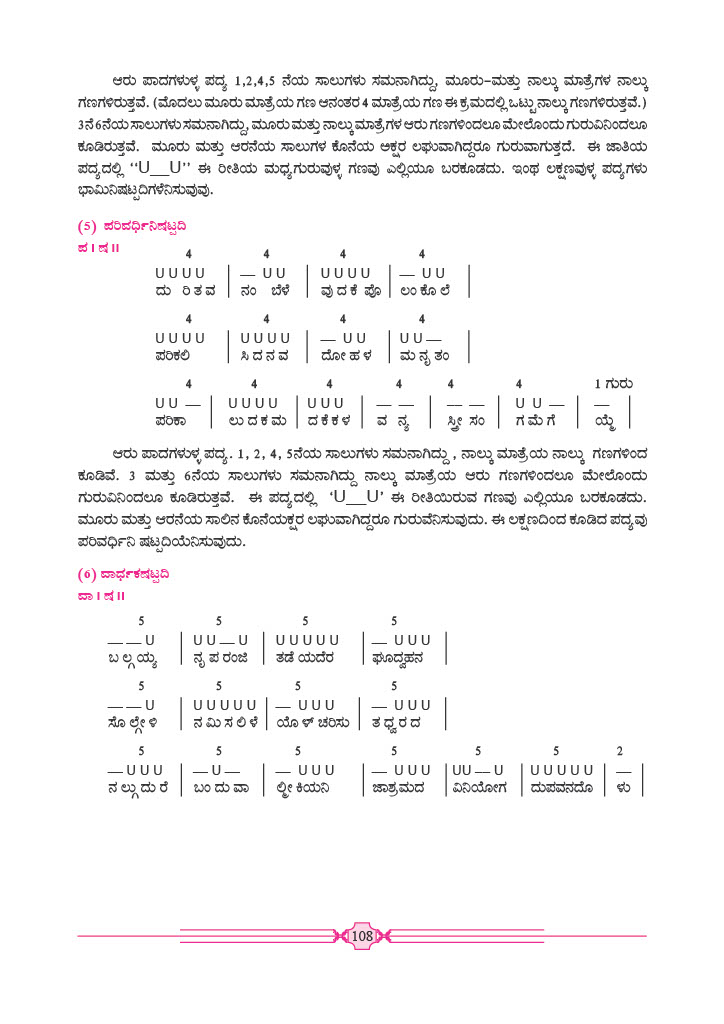 ಆರು ಪಾದಗಳುಳ್ಳ ಪದ್ಯ 1,2,4,5 ನೆಯ ಸಾಲುಗಳು ಸಮನಾಗಿದ್ದು, ಮೂರು–ಮತ್ತು ನಾಲ್ಕು ಮಾತ್ರೆಗಳ ನಾಲ್ಕು
ಗಣಗಳಿರುತ್ತವೆ. (ಮೊದಲು ಮೂರು ಮಾತ್ರೆಯ ಗಣ ಆನಂತರ 4 ಮಾತ್ರೆಯ ಗಣ ಈ ಕ್ರಮದಲ್ಲಿ ಒಟ್ಟು ನಾಲ್ಕು ಗಣಗಳಿರುತ್ತವೆ.)
3ನೆ 6ನೆಯ ಸಾಲುಗಳು ಸಮನಾಗಿದ್ದು, ಮೂರು ಮತ್ತು ನಾಲ್ಕು ಮಾತ್ರೆಗಳ ಆರು ಗಣಗಳಿಂದಲೂ ಮೇಲೊಂದು ಗುರುವಿನಿಂದಲೂ
ಕೂಡಿರುತ್ತವೆ. ಮೂರು ಮತ್ತು ಆರನೆಯ ಸಾಲುಗಳ ಕೊನೆಯ ಅಕ್ಷರ ಲಘುವಾಗಿದ್ದರೂ ಗುರುವಾಗುತ್ತದೆ. ಈ ಜಾತಿಯ
ಪದ್ಯದಲ್ಲಿ ‘‘U__U’’ ಈ ರೀತಿಯ ಮಧ್ಯಗುರುವುಳ್ಳ ಗಣವು ಎಲ್ಲಿಯೂ ಬರಕೂಡದು. ಇಂಥ ಲಕ್ಷಣವುಳ್ಳ ಪದ್ಯಗಳು
ಭಾಮಿನಿಷಟ್ಪದಿಗಳೆನಿಸುವುವು.
(5) ಪರಿವರ್ಧಿನಿಷಟ್ಪದಿ
ಪ । ಷ ॥
4 4 4 4
U U U U | — U U | U U U U | — U U |
ದು ರಿ ತ ವ | ನಂ ಬೆಳೆ | ವು ದ ಕೆ ಪೊ | ಲಂ ಕೊ ಲೆ |
4 4 4 4
U U U U | U U U U | — U U | U U — |
ಪರಿಕಲಿ | ಸಿ ದ ನ ವ | ದೋ ಹ ಳ | ಮ ನೃ ತಂ |
4 4 4 4 4 4 1 ಗುರು
U U — | U U U U | U U U | — — | — — | U U — | — |
ಪರಿಕಾ | ಲು ದ ಕ ಮ | ದ ಕೆ ಕ ಳ | ವ ನ್ಯ | ಸ್ತ್ರೀ ಸಂ | ಗ ಮೆ ಗೆ | ಯ್ಮೆ |
ಆರು ಪಾದಗಳುಳ್ಳ ಪದ್ಯ. 1, 2, 4, 5ನೆಯ ಸಾಲುಗಳು ಸಮನಾಗಿದ್ದು , ನಾಲ್ಕು ಮಾತ್ರೆಯ ನಾಲ್ಕು ಗಣಗಳಿಂದ
ಕೂಡಿವೆ. 3 ಮತ್ತು 6ನೆಯ ಸಾಲುಗಳು ಸಮನಾಗಿದ್ದು ನಾಲ್ಕು ಮಾತ್ರೆಯ ಆರು ಗಣಗಳಿಂದಲೂ ಮೇಲೊಂದು
ಗುರುವಿನಿಂದಲೂ ಕೂಡಿರುತ್ತವೆ. ಈ ಪದ್ಯದಲ್ಲಿ ‘U__U’ ಈ ರೀತಿಯಿರುವ ಗಣವು ಎಲ್ಲಿಯೂ ಬರಕೂಡದು.
ಮೂರು ಮತ್ತು ಆರನೆಯ ಸಾಲಿನ ಕೊನೆಯಕ್ಷರ ಲಘುವಾಗಿದ್ದರೂ ಗುರುವೆನಿಸುವುದು. ಈ ಲಕ್ಷಣದಿಂದ ಕೂಡಿದ ಪದ್ಯವು
ಪರಿವರ್ಧಿನಿ ಷಟ್ಪದಿಯೆನಿಸುವುದು.
(6) ವಾರ್ಧಕಷಟ್ಪದಿ
ವಾ । ಷ ॥
5 5 5 5
— — U | U U — U | U U U U U | — U U U |
ಬ ಲ್ಗಯ್ಯ | ನೃ ಪ ರಂಜಿ | ತಡೆ ಯದೆರ | ಘೂದ್ವಹನ
5 5 5 5
— — U | U U U U U | — U U U | — U U U |
ಸೊ ಲ್ಗೇಳಿ | ನ ಮಿ ಸ ಲಿ ಳೆ | ಯೊ ಳ್ ಚರಿಸು | ತ ಧ್ವರ ದ
5 5 5 5 5 5 2
— U U U | — U — | — U U U | — U U U | UU — U | U U U U U | — |
ನ ಲ್ಗುದು ರೆ | ಬಂ ದು ವಾ | ಲ್ಮೀ ಕಿಯನಿ | ಜಾಶ್ರಮದ | ವಿನಿಯೋಗ | ದುಪವನದೊ | ಳು |
108